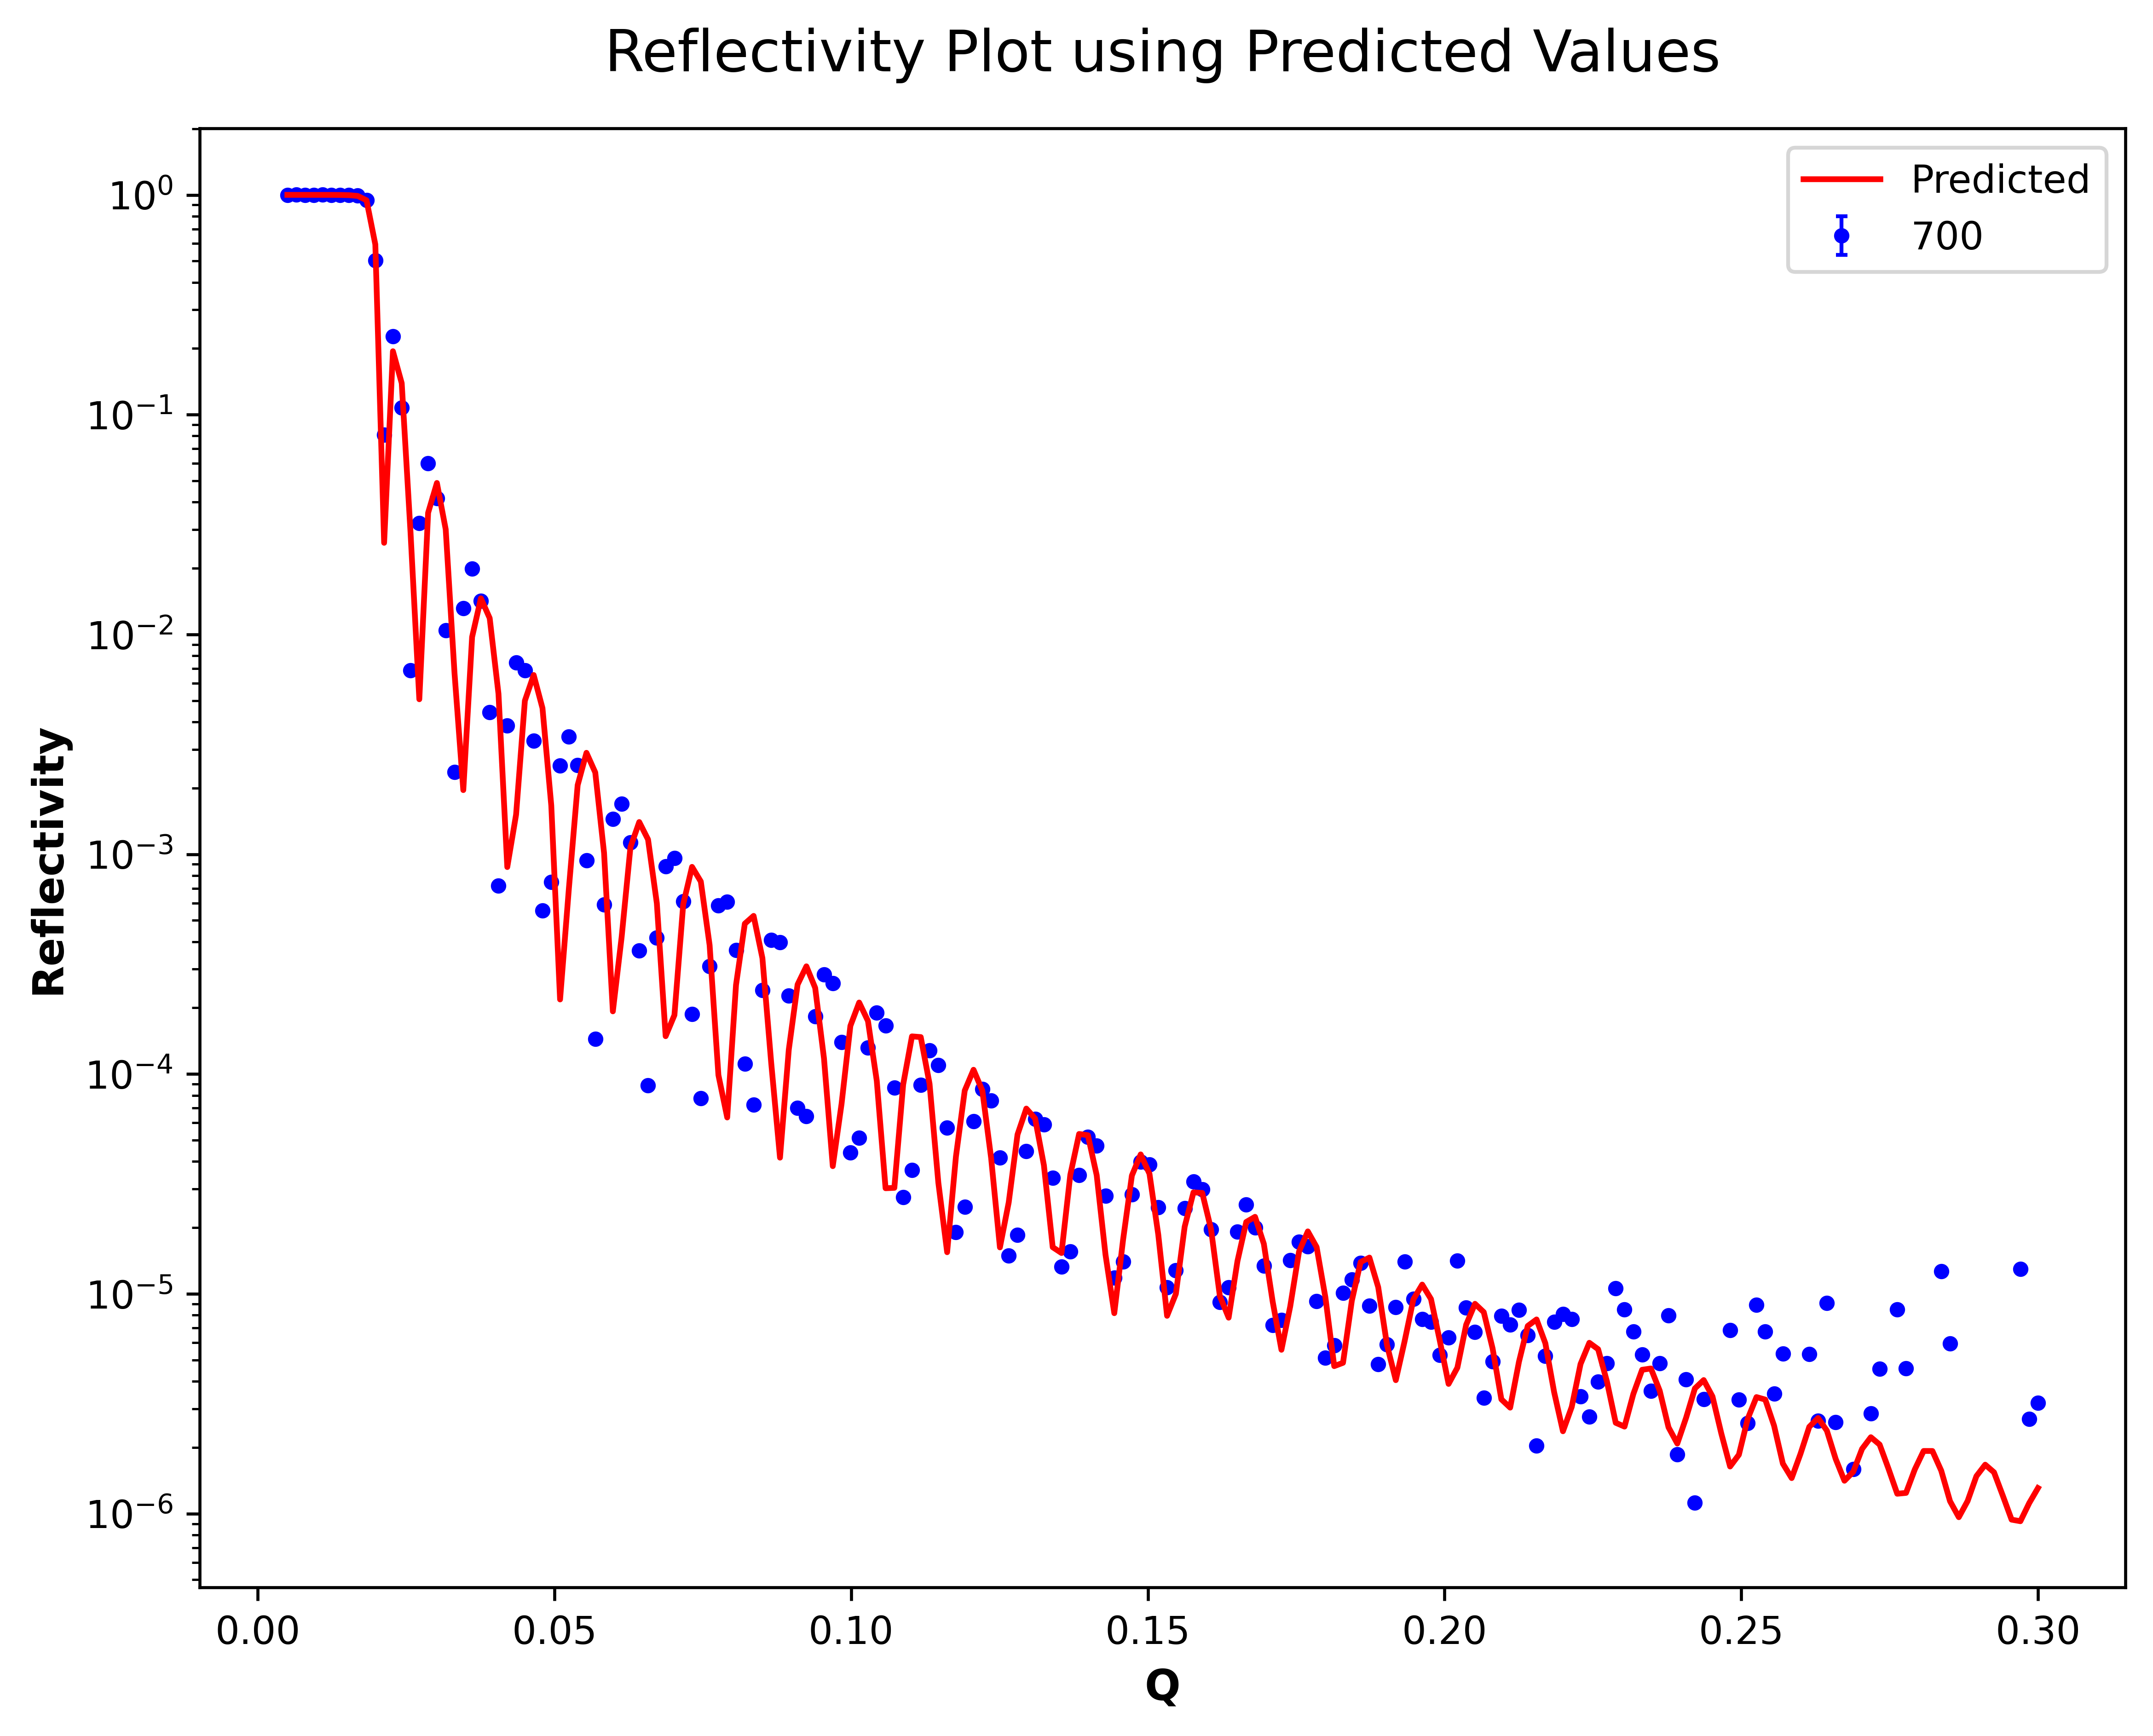 Reflectivity Plot using Predicted Values
Predicted
700
10⁰
10⁻¹
10⁻²
10⁻³
10⁻⁴
10⁻⁵
10⁻⁶
Reflectivity
0.00 0.05 0.10 0.15 0.20 0.25 0.30
Q